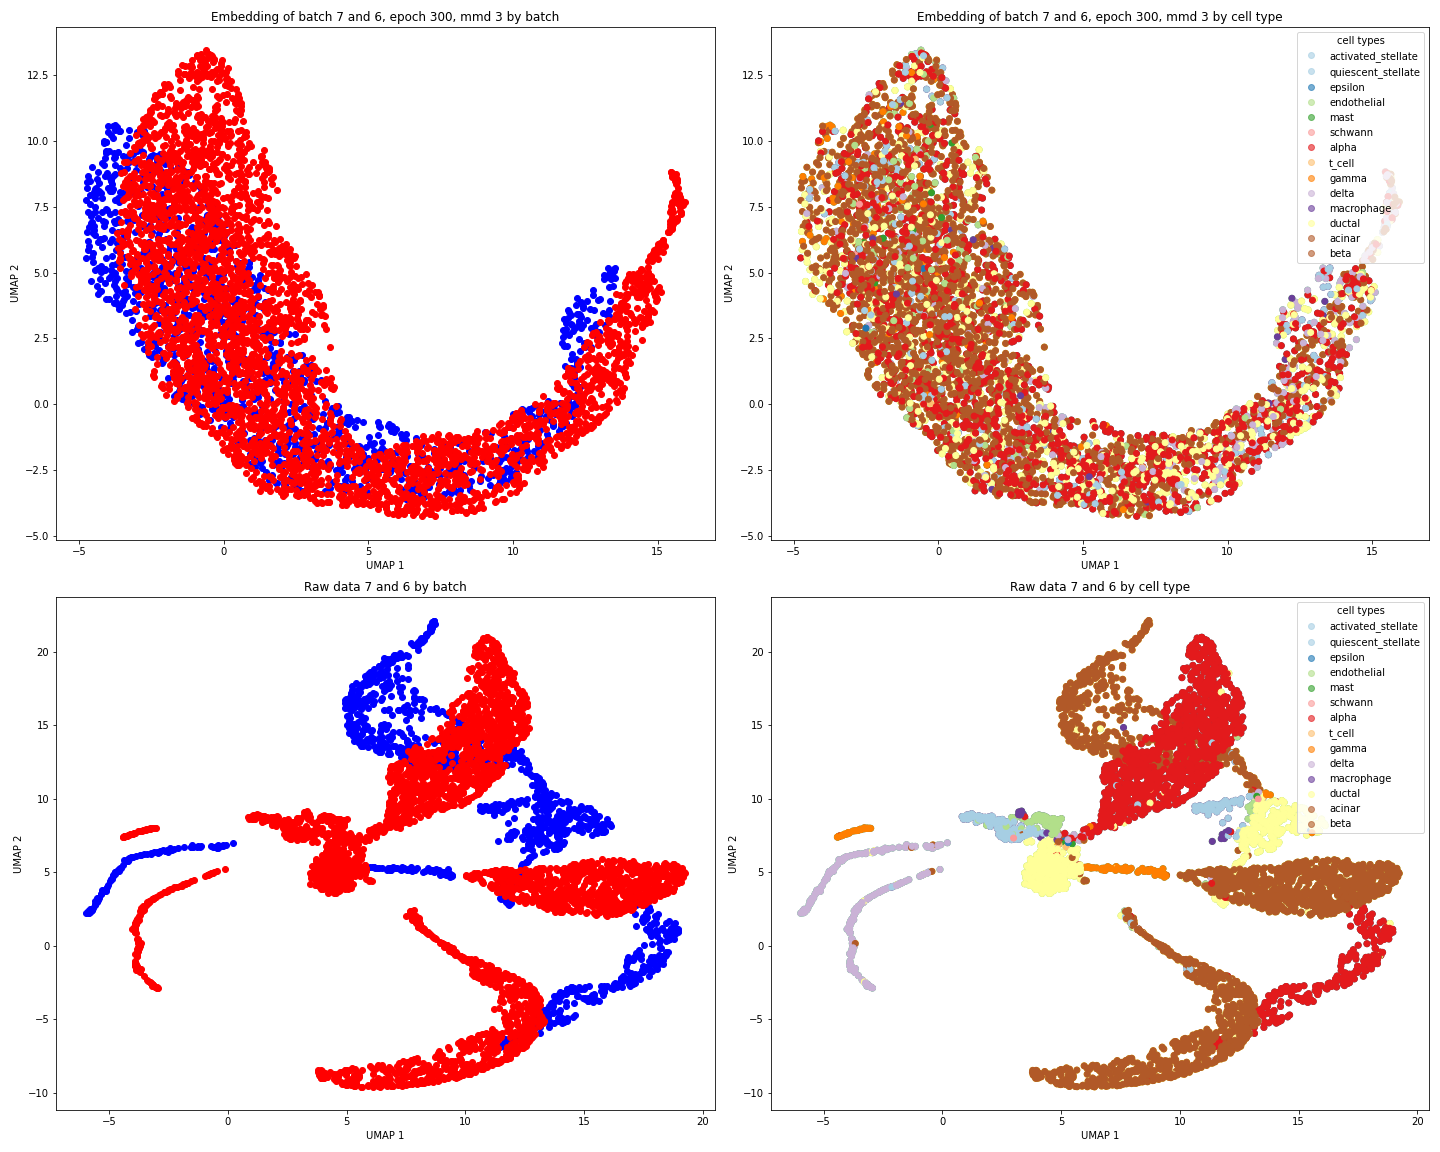 Embedding of batch 7 and 6, epoch 300, mmd 3 by batch
12.5
10.0
7.5
5.0
2.5
0.0
−2.5
−5.0
UMAP 2
−5
0
5
10
15
UMAP 1
Embedding of batch 7 and 6, epoch 300, mmd 3 by cell type
12.5
10.0
7.5
5.0
2.5
0.0
−2.5
−5.0
UMAP 2
−5
0
5
10
15
UMAP 1
cell types
activated_stellate
quiescent_stellate
epsilon
endothelial
mast
schwann
alpha
t_cell
gamma
delta
macrophage
ductal
acinar
beta
Raw data 7 and 6 by batch
20
15
10
5
0
−5
−10
UMAP 2
−5
0
5
10
15
20
UMAP 1
Raw data 7 and 6 by cell type
20
15
10
5
0
−5
−10
UMAP 2
−5
0
5
10
15
20
UMAP 1
cell types
activated_stellate
quiescent_stellate
epsilon
endothelial
mast
schwann
alpha
t_cell
gamma
delta
macrophage
ductal
acinar
beta